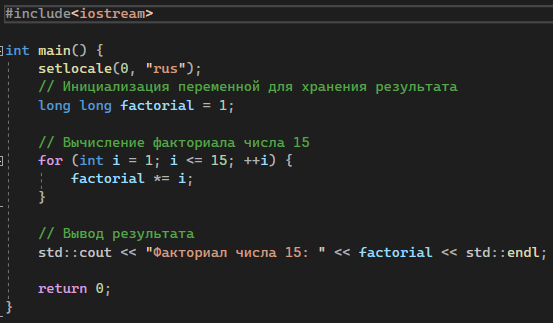 #include<iostream>
int main() {
setlocale(0, "rus");
// Инициализация переменной для хранения результата
long long factorial = 1;
// Вычисление факториала числа 15
for (int i = 1; i <= 15; ++i) {
factorial *= i;
}
// Вывод результата
std::cout << "Факториал числа 15: " << factorial << std::endl;
return 0;
}